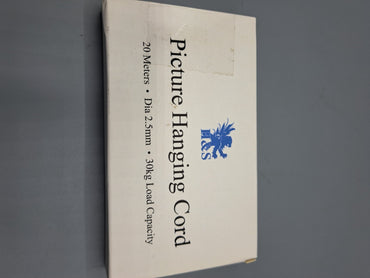 H&S
Picture Hanging Cord
20 Meters • Dia 2.5mm • 30kg Load Capacity